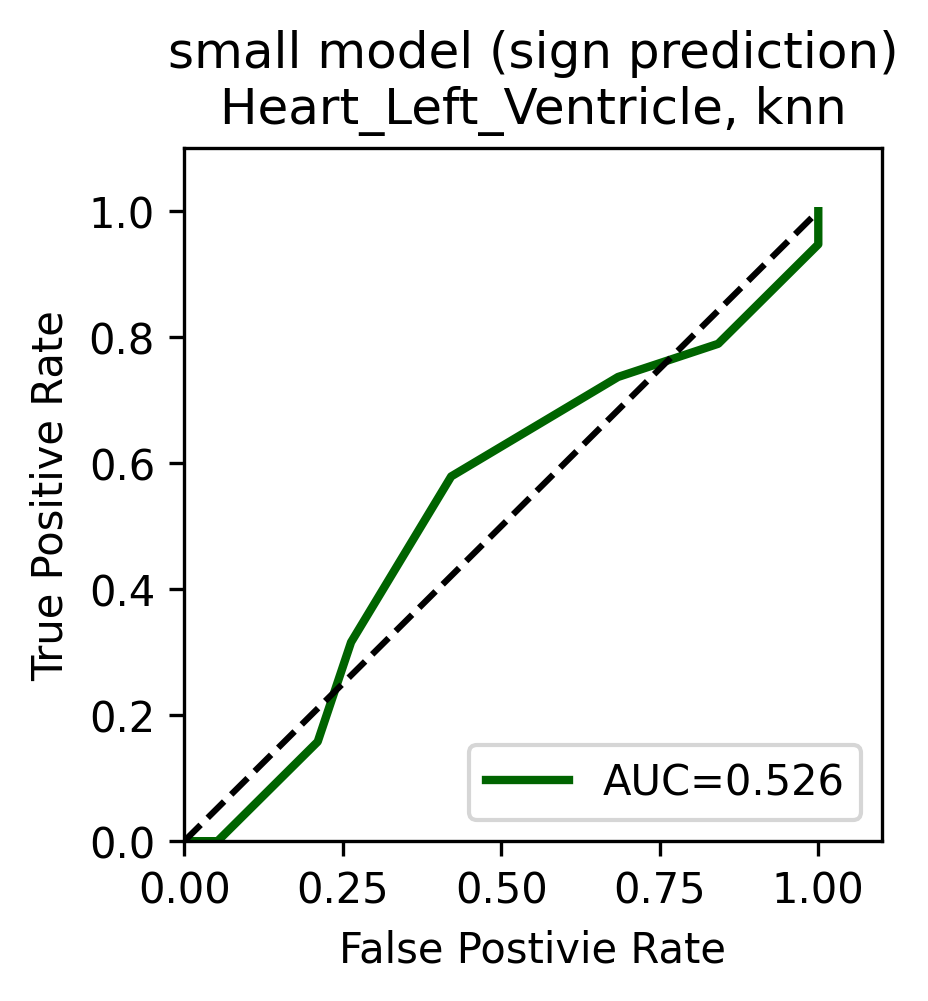 small model (sign prediction)
Heart_Left_Ventricle, knn
True Positive Rate
1.0
0.8
0.6
0.4
0.2
0.0
AUC=0.526
0.00 0.25 0.50 0.75 1.00
False Postivie Rate